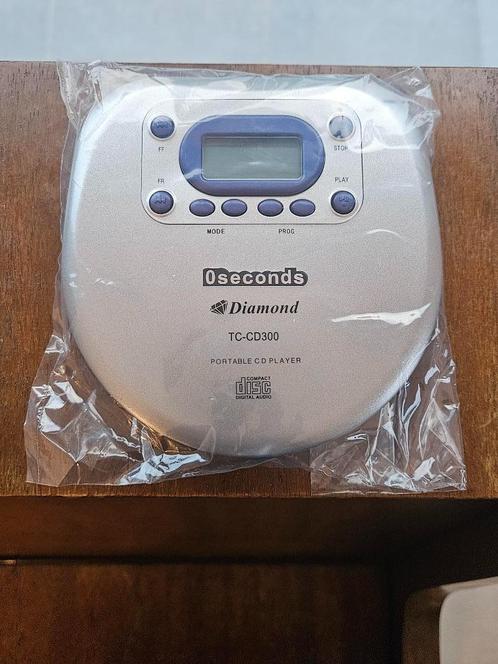 FF
STOP
FR
PLAY
MODE
PROG
0seconds
Diamond
TC-CD300
PORTABLE CD PLAYER
COMPACT
disc
DIGITAL AUDIO